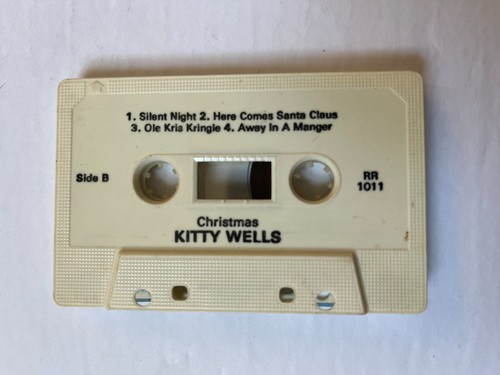 1. Silent Night 2. Here Comes Santa Claus
3. Ole Kris Kringle 4. Away In A Manger
Side B
RR
1011
Christmas
KITTY WELLS